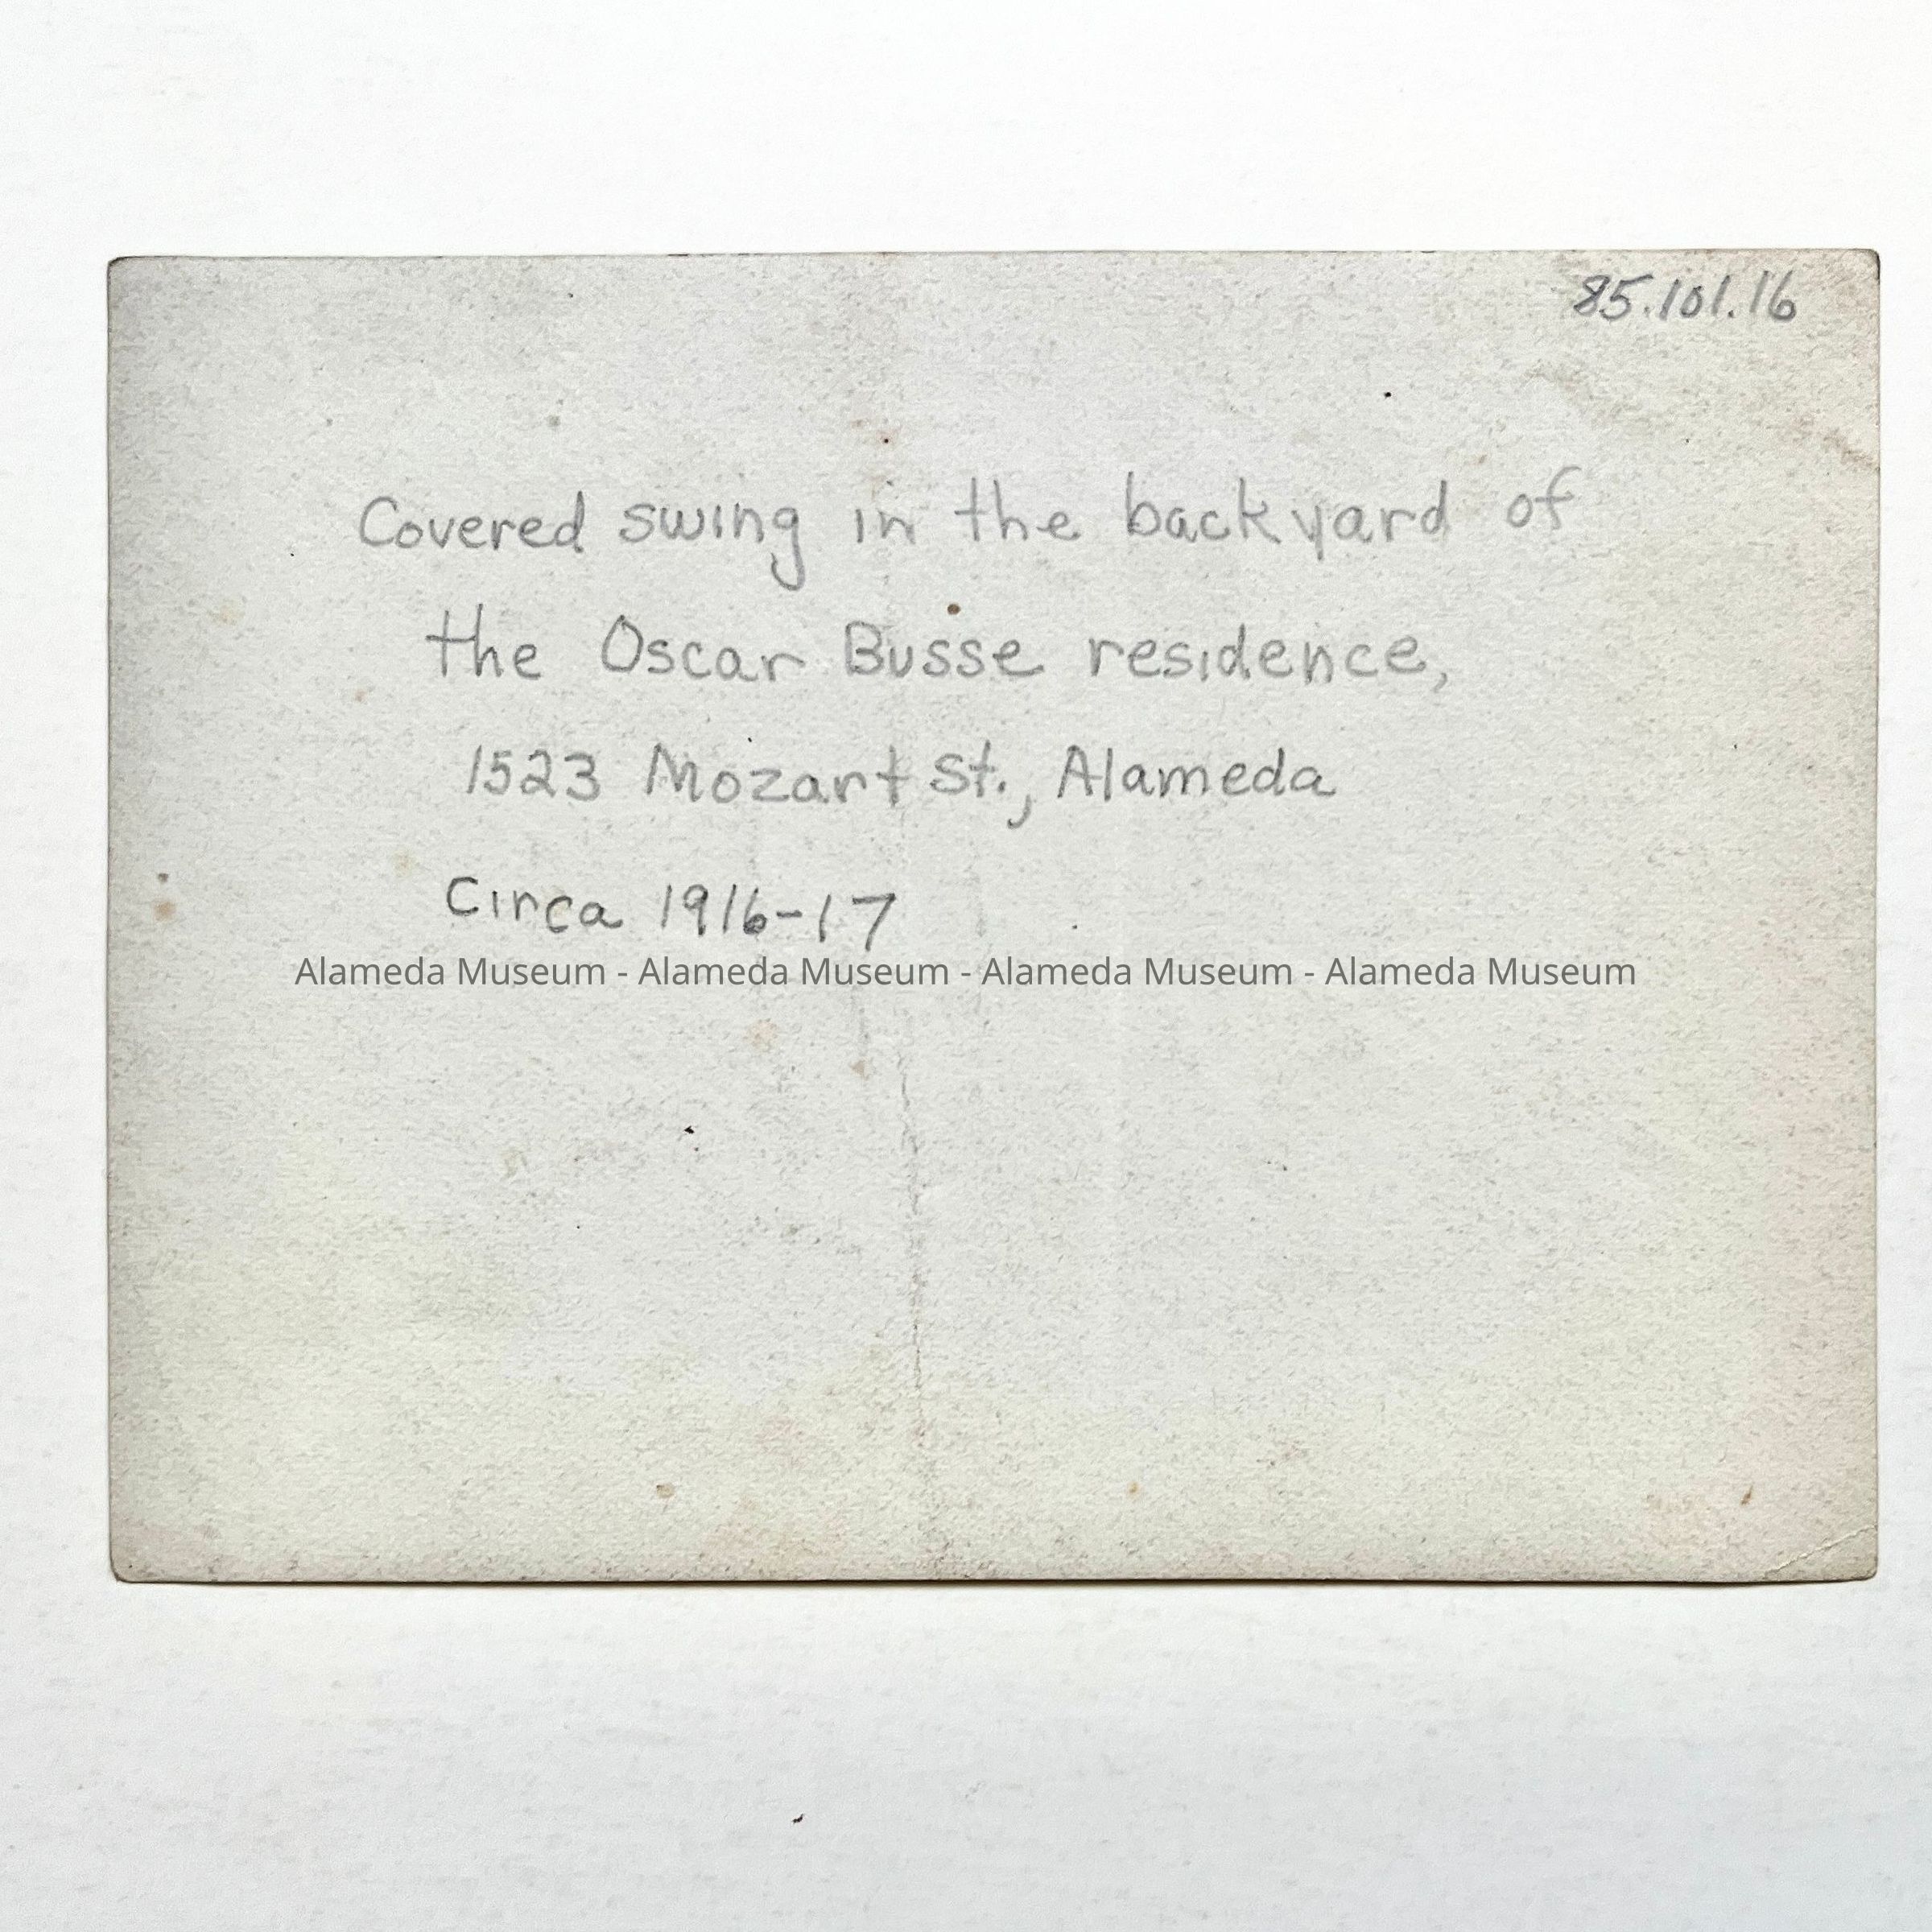 85.101.16
Covered swing in the backyard of
the Oscar Busse residence,
1523 Mozart St., Alameda
Circa 1916-17
Alameda Museum - Alameda Museum - Alameda Museum - Alameda Museum